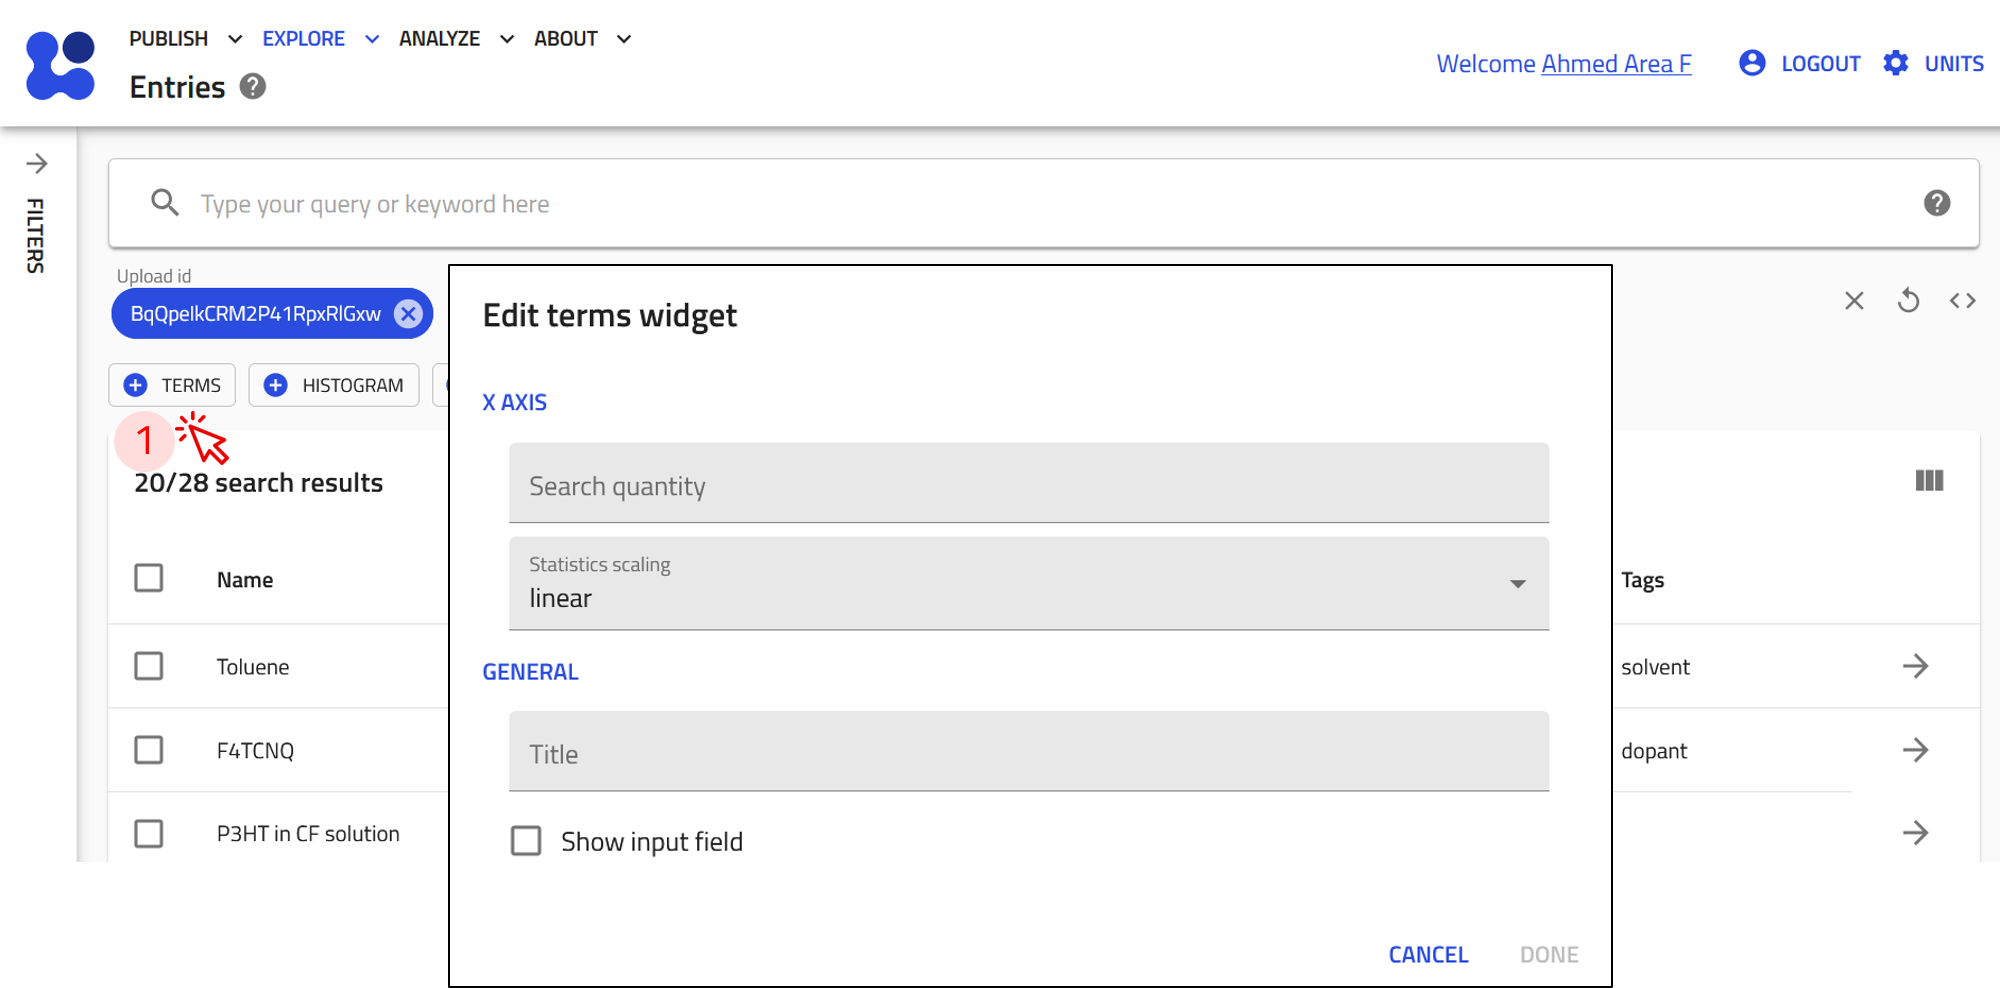 PUBLISH EXPLORE ANALYZE ABOUT
Entries
Welcome Ahmed Area F LOGOUT UNITS
FILTERS
Type your query or keyword here
Upload id
BqQpeIkCRM2P41RpxRlGxw
TERMS HISTOGRAM
1
20/28 search results
Name Tags
Toluene solvent
F4TCNQ dopant
P3HT in CF solution
Edit terms widget
X AXIS
Search quantity
Statistics scaling
linear
GENERAL
Title
Show input field
CANCEL DONE